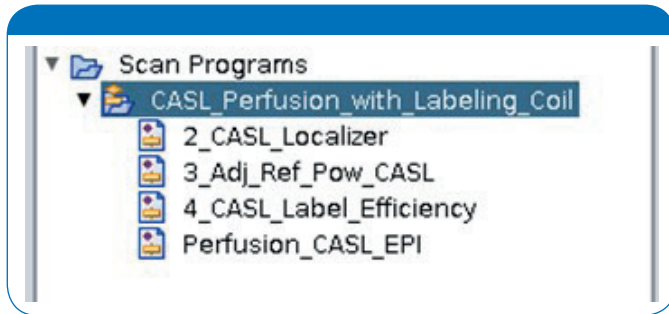 Scan Programs
CASL_Perfusion_with_Labeling_Coil
2_CASL_Localizer
3_Adj_Ref_Pow_CASL
4_CASL_Label_Efficiency
Perfusion_CASL_EPI